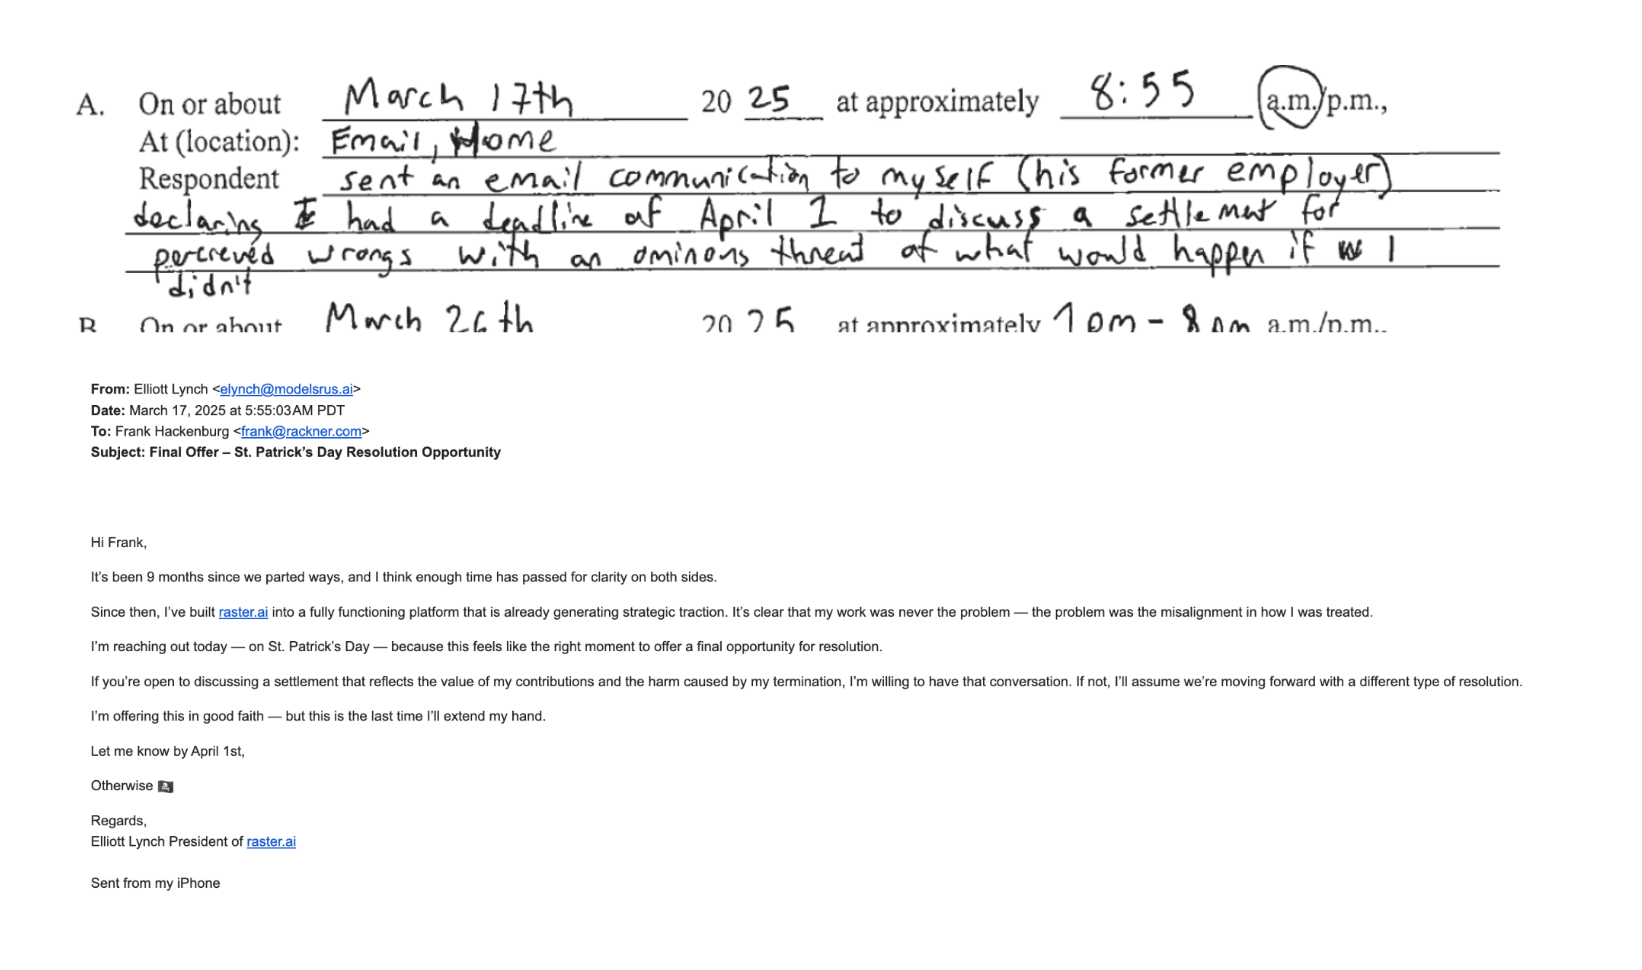 A. On or about March 17th 20 25 at approximately 8:55 a.m./p.m.,
At (location): Email, Home
Respondent sent an email communication to myself (his former employer)
declaring I had a deadline of April 1 to discuss a settlement for
percieved wrongs with an ominous threat of what would happen if I
didn't
B. On or about March 26th 20 25 at approximately 7pm - 8pm a.m./p.m.,
From: Elliott Lynch <elynch@modelsrus.ai>
Date: March 17, 2025 at 5:55:03 AM PDT
To: Frank Hackenburg <frank@rackner.com>
Subject: Final Offer – St. Patrick’s Day Resolution Opportunity
Hi Frank,
It’s been 9 months since we parted ways, and I think enough time has passed for clarity on both sides.
Since then, I’ve built raster.ai into a fully functioning platform that is already generating strategic traction. It’s clear that my work was never the problem — the problem was the misalignment in how I was treated.
I’m reaching out today — on St. Patrick’s Day — because this feels like the right moment to offer a final opportunity for resolution.
If you’re open to discussing a settlement that reflects the value of my contributions and the harm caused by my termination, I’m willing to have that conversation. If not, I’ll assume we’re moving forward with a different type of resolution.
I’m offering this in good faith — but this is the last time I’ll extend my hand.
Let me know by April 1st,
Otherwise 🏴‍☠️
Regards,
Elliott Lynch President of raster.ai
Sent from my iPhone